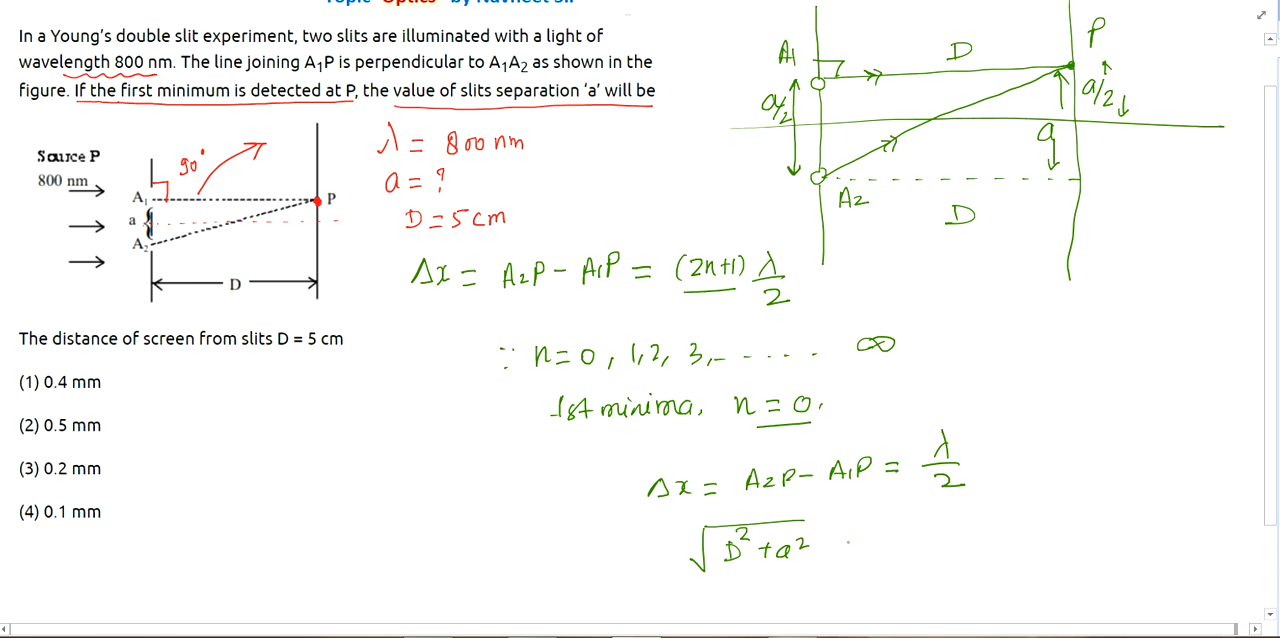 In a Young's double slit experiment, two slits are illuminated with a light of
wavelength 800 nm. The line joining A₁P is perpendicular to A₁A₂ as shown in the
figure. If the first minimum is detected at P, the value of slits separation 'a' will be
Source P
800 nm
90°
A₁
P
a
A₂
D
λ = 800 nm
a = ?
D = 5 cm
A1
D
P
a/2
a/2
a
A2
D
Δx = A2P - A1P = (2n+1) λ/2
∵ n = 0, 1, 2, 3, - - . . . . ∞
1st minima, n = 0,
Δx = A2P - A1P = λ/2
√D² + a²
The distance of screen from slits D = 5 cm
(1) 0.4 mm
(2) 0.5 mm
(3) 0.2 mm
(4) 0.1 mm